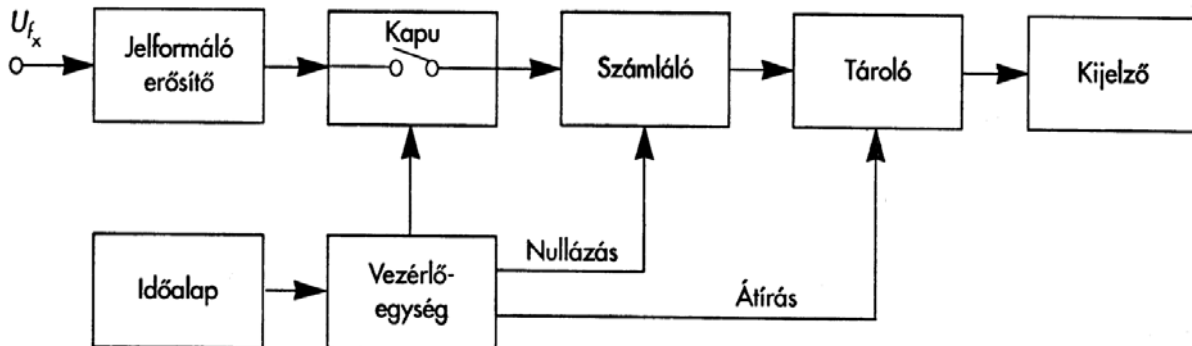 U_fx
Jelformáló
erősítő
Kapu
Számláló
Tároló
Kijelző
Időalap
Vezérlő-
egység
Nullázás
Átírás